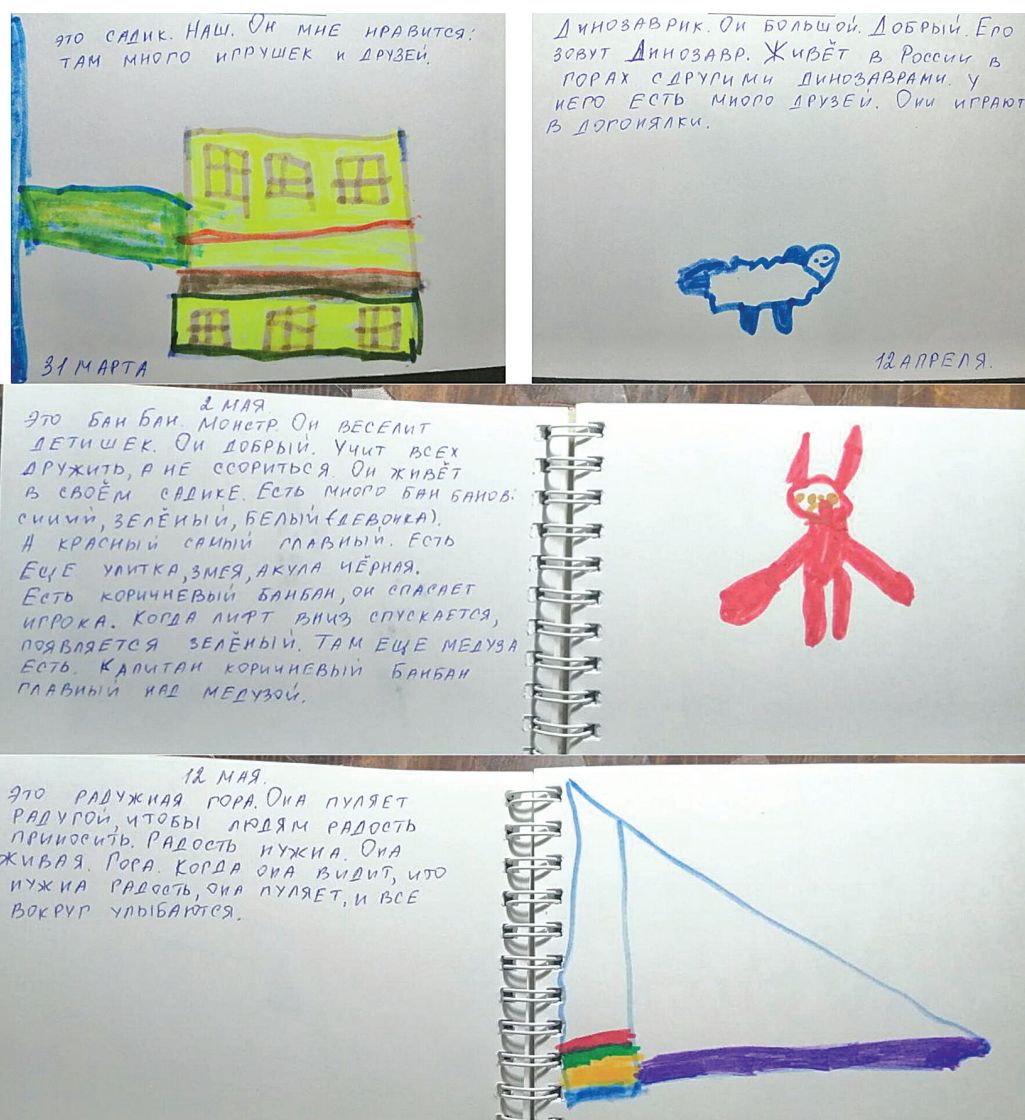 ЭТО САДИК. НАШ. ОН МНЕ НРАВИТСЯ:
ТАМ МНОГО ИГРУШЕК И ДРУЗЕЙ.
31 МАРТА
ДИНОЗАВРИК. ОН БОЛЬШОЙ. ДОБРЫЙ. ЕГО
ЗОВУТ ДИНОЗАВР. ЖИВЁТ В РОССИИ В
ГОРАХ С ДРУГИМИ ДИНОЗАВРАМИ. У
НЕГО ЕСТЬ МНОГО ДРУЗЕЙ. ОНИ ИГРАЮТ
В ДОГОНЯЛКИ.
12 АПРЕЛЯ.
2 МАЯ
ЭТО БАН БАН. МОНСТР. ОН ВЕСЕЛИТ
ДЕТИШЕК. ОН ДОБРЫЙ. УЧИТ ВСЕХ
ДРУЖИТЬ, А НЕ ССОРИТЬСЯ. ОН ЖИВЁТ
В СВОЁМ САДИКЕ. ЕСТЬ МНОГО БАН БАНОВ:
СИНИЙ, ЗЕЛЁНЫЙ, БЕЛЫЙ (ДЕВОЧКА).
А КРАСНЫЙ САМЫЙ ГЛАВНЫЙ. ЕСТЬ
ЕЩЕ УЛИТКА, ЗМЕЯ, АКУЛА ЧЁРНАЯ.
ЕСТЬ КОРИЧНЕВЫЙ БАНБАН, ОН СПАСАЕТ
ИГРОКА. КОГДА ЛИФТ ВНИЗ СПУСКАЕТСЯ,
ПОЯВЛЯЕТСЯ ЗЕЛЁНЫЙ. ТАМ ЕЩЕ МЕДУЗА
ЕСТЬ. КАПИТАН КОРИЧНЕВЫЙ БАНБАН
ГЛАВНЫЙ НАД МЕДУЗОЙ.
12 МАЯ.
ЭТО РАДУЖНАЯ ГОРА. ОНА ПУЛЯЕТ
РАДУГОЙ, ЧТОБЫ ЛЮДЯМ РАДОСТЬ
ПРИНОСИТЬ. РАДОСТЬ НУЖНА. ОНА
ЖИВАЯ. ГОРА. КОГДА ОНА ВИДИТ, ЧТО
НУЖНА РАДОСТЬ, ОНА ПУЛЯЕТ, И ВСЕ
ВОКРУГ УЛЫБАЮТСЯ.